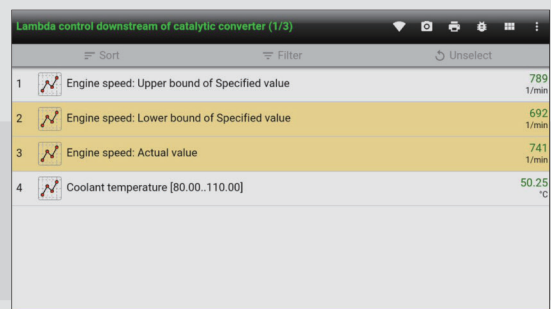 Lambda control downstream of catalytic converter (1/3)
Sort Filter Unselect
1 Engine speed: Upper bound of Specified value 789 1/min
2 Engine speed: Lower bound of Specified value 692 1/min
3 Engine speed: Actual value 741 1/min
4 Coolant temperature [80.00..110.00] 50.25 °C